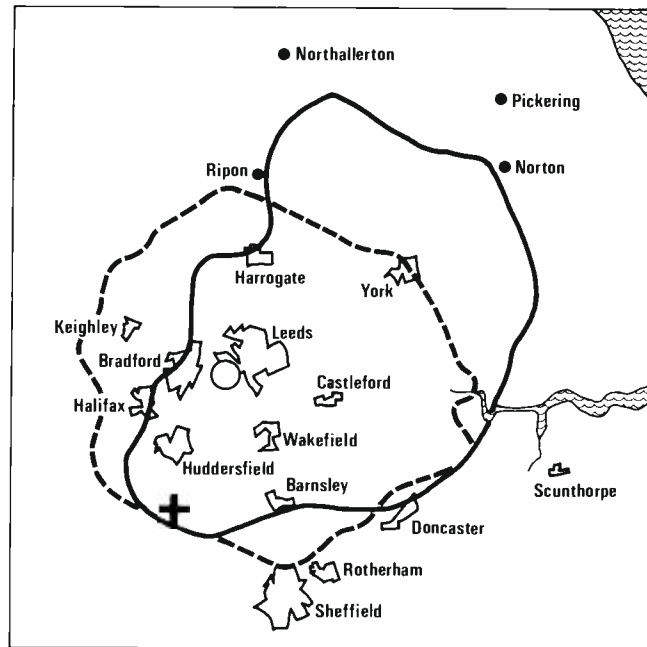 Northallerton
Pickering
Ripon
Norton
Harrogate
York
Keighley
Leeds
Bradford
Castleford
Halifax
Wakefield
Huddersfield
Scunthorpe
Barnsley
Doncaster
Rotherham
Sheffield